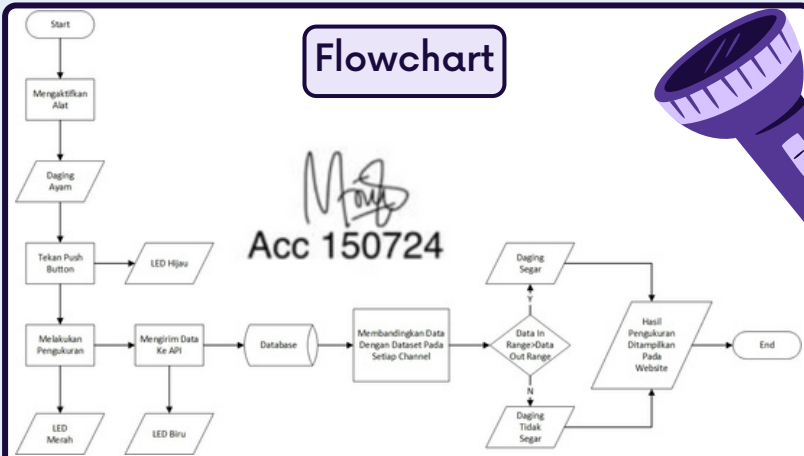 Start
Flowchart
Mengaktifkan
Alat
Daging
Ayam
Acc 150724
Tekan Push
Button
LED Hijau
Daging
Segar
Y
Melakukan
Pengukuran
Mengirim Data
Ke API
Database
Membandingkan Data
Dengan Dataset Pada
Setiap Channel
Data In
Range>Data
Out Range
Hasil
Pengukuran
Ditampilkan
Pada
Website
End
N
LED
Merah
LED Biru
Daging
Tidak
Segar